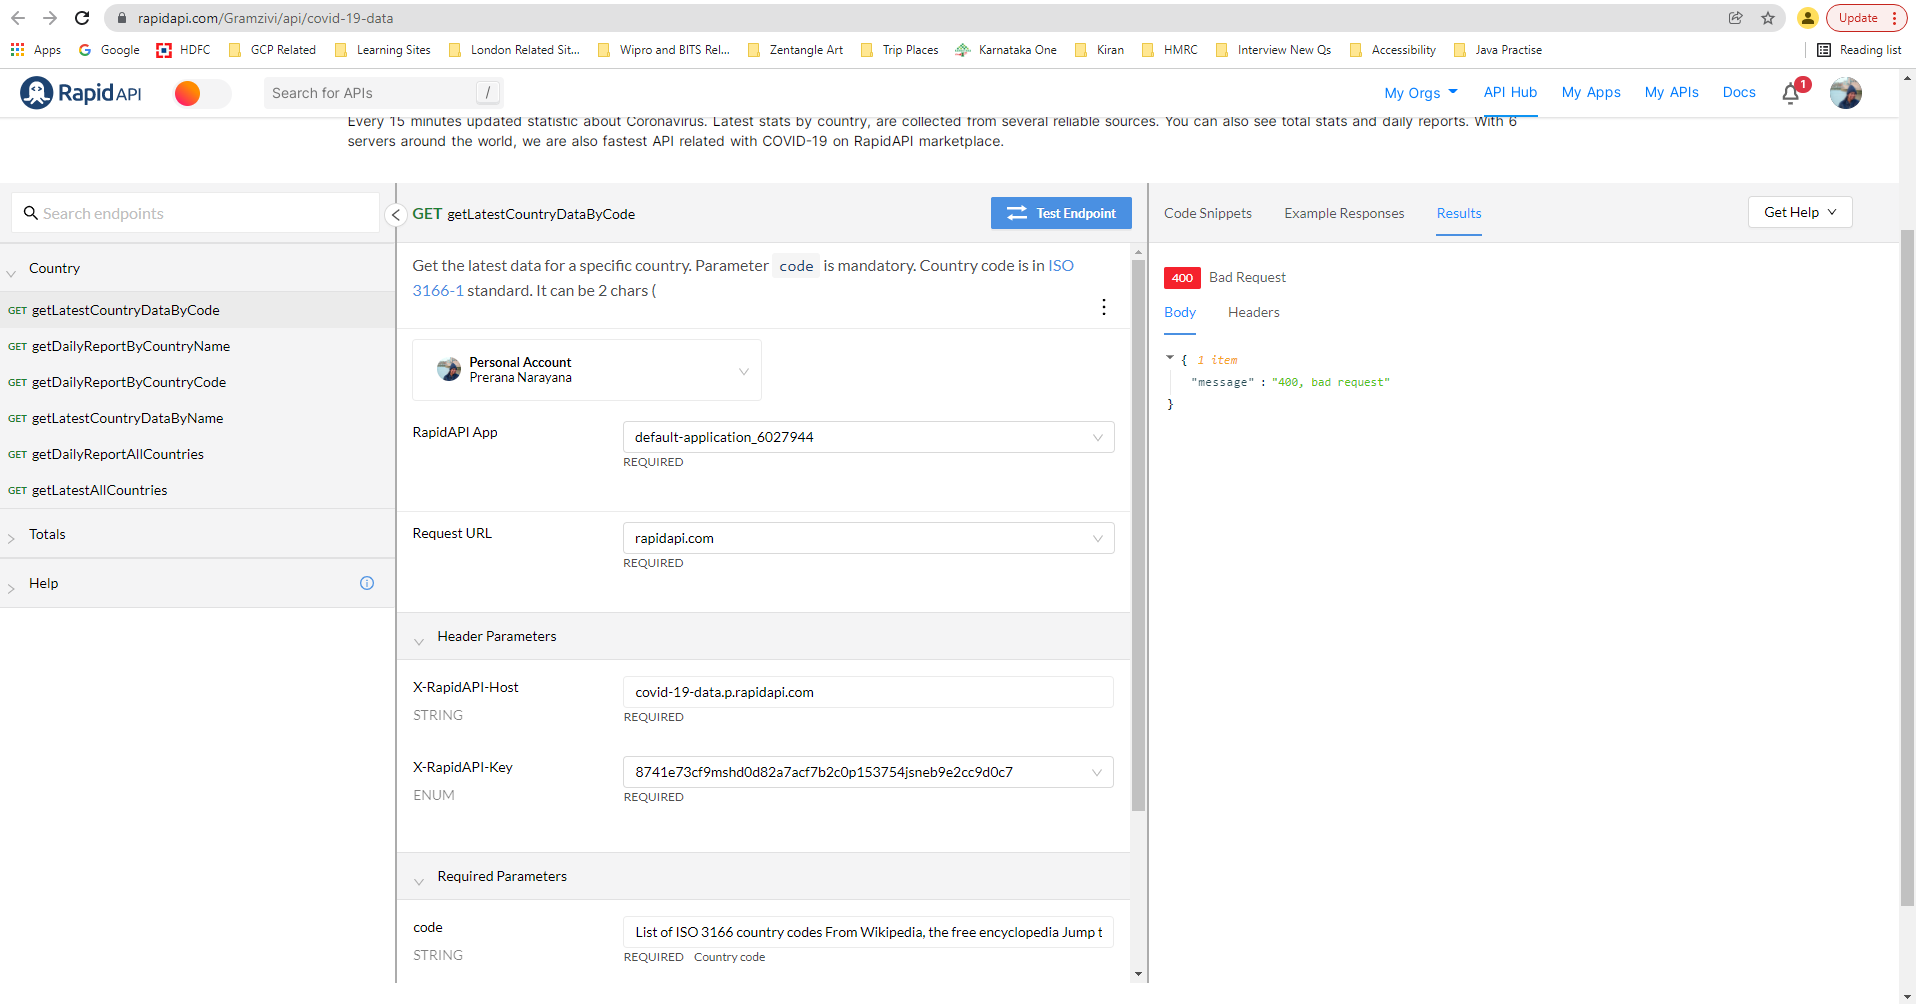 rapidapi.com/Gramzivi/api/covid-19-data
Update
Apps
Google
HDFC
GCP Related
Learning Sites
London Related Sit...
Wipro and BITS Rel...
Zentangle Art
Trip Places
Karnataka One
Kiran
HMRC
Interview New Qs
Accessibility
Java Practise
Reading list
Rapid API
Search for APIs
/
My Orgs
API Hub
My Apps
My APIs
Docs
1
Every 15 minutes updated statistic about Coronavirus. Latest stats by country, are collected from several reliable sources. You can also see total stats and daily reports. With 6
servers around the world, we are also fastest API related with COVID-19 on RapidAPI marketplace.
Search endpoints
Country
GET getLatestCountryDataByCode
GET getDailyReportByCountryName
GET getDailyReportByCountryCode
GET getLatestCountryDataByName
GET getDailyReportAllCountries
GET getLatestAllCountries
Totals
Help
GET getLatestCountryDataByCode
Test Endpoint
Get the latest data for a specific country. Parameter code is mandatory. Country code is in ISO
3166-1 standard. It can be 2 chars (
Personal Account
Prerana Narayana
RapidAPI App
default-application_6027944
REQUIRED
Request URL
rapidapi.com
REQUIRED
Header Parameters
X-RapidAPI-Host
covid-19-data.p.rapidapi.com
STRING
REQUIRED
X-RapidAPI-Key
8741e73cf9mshd0d82a7acf7b2c0p153754jsneb9e2cc9d0c7
ENUM
REQUIRED
Required Parameters
code
List of ISO 3166 country codes From Wikipedia, the free encyclopedia Jump t
STRING
REQUIRED Country code
Code Snippets
Example Responses
Results
Get Help
400 Bad Request
Body
Headers
{ 1 item
"message" : "400, bad request"
}